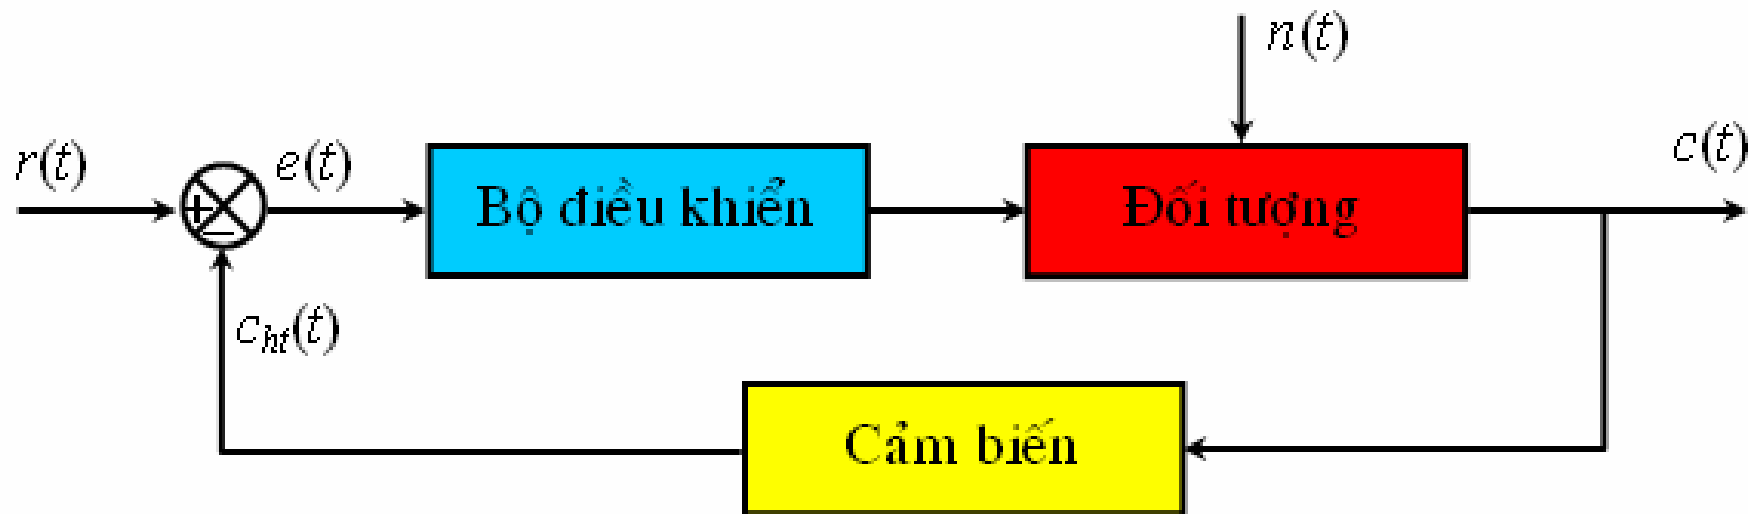 n(t)
r(t)
e(t)
c(t)
+
−
Bộ điều khiển
Đối tượng
c_ht(t)
Cảm biến